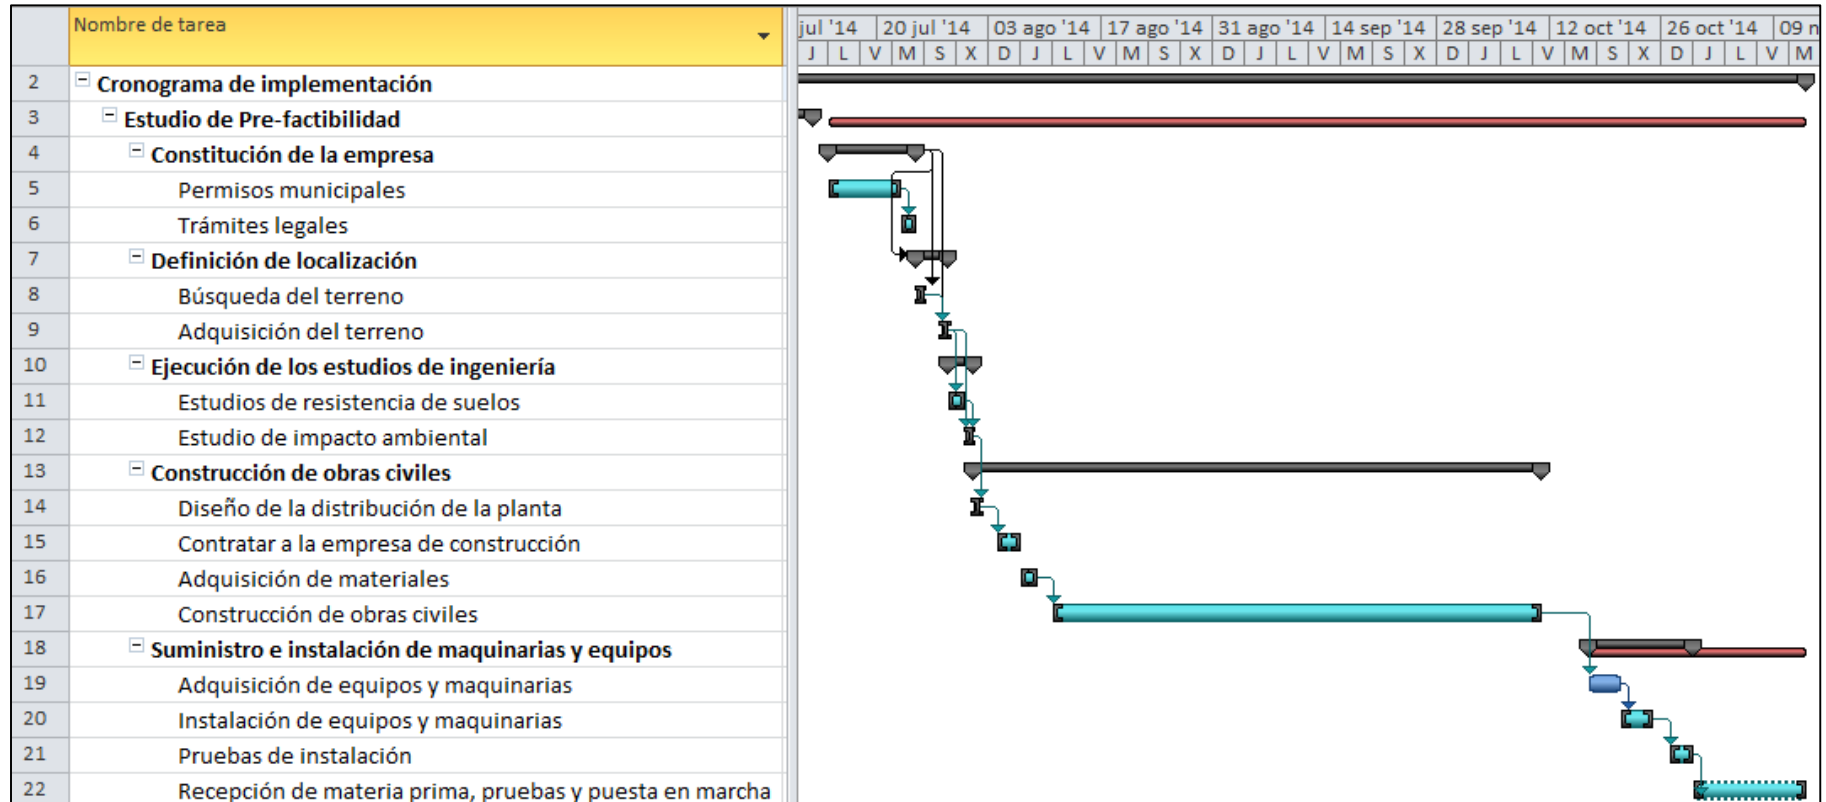 Nombre de tarea
jul '14 20 jul '14 03 ago '14 17 ago '14 31 ago '14 14 sep '14 28 sep '14 12 oct '14 26 oct '14 09 n
J L V M S X D J L V M S X D J L V M S X D J L V M S X D J L V M
2 Cronograma de implementación
3 Estudio de Pre-factibilidad
4 Constitución de la empresa
5 Permisos municipales
6 Trámites legales
7 Definición de localización
8 Búsqueda del terreno
9 Adquisición del terreno
10 Ejecución de los estudios de ingeniería
11 Estudios de resistencia de suelos
12 Estudio de impacto ambiental
13 Construcción de obras civiles
14 Diseño de la distribución de la planta
15 Contratar a la empresa de construcción
16 Adquisición de materiales
17 Construcción de obras civiles
18 Suministro e instalación de maquinarias y equipos
19 Adquisición de equipos y maquinarias
20 Instalación de equipos y maquinarias
21 Pruebas de instalación
22 Recepción de materia prima, pruebas y puesta en marcha